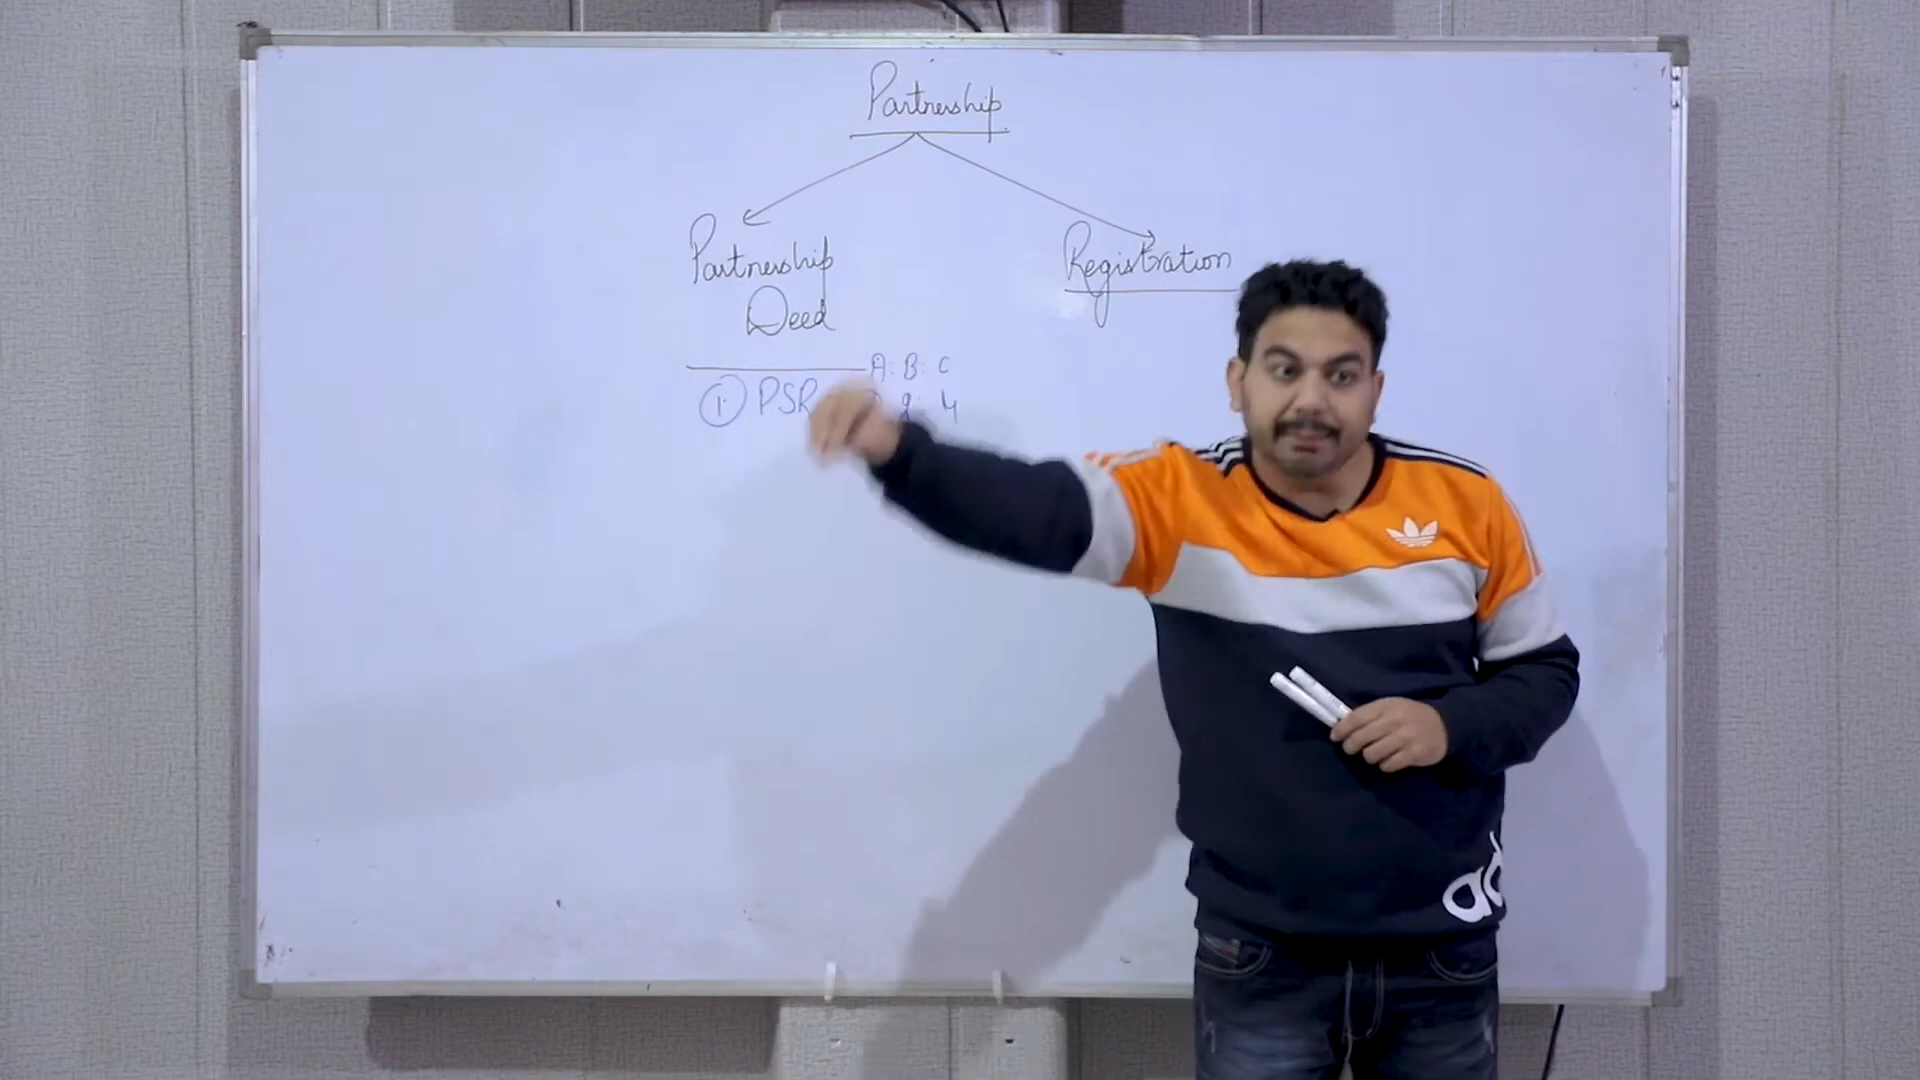 Partnership
Partnership
Deed
Registration
A: B: C
① PSR